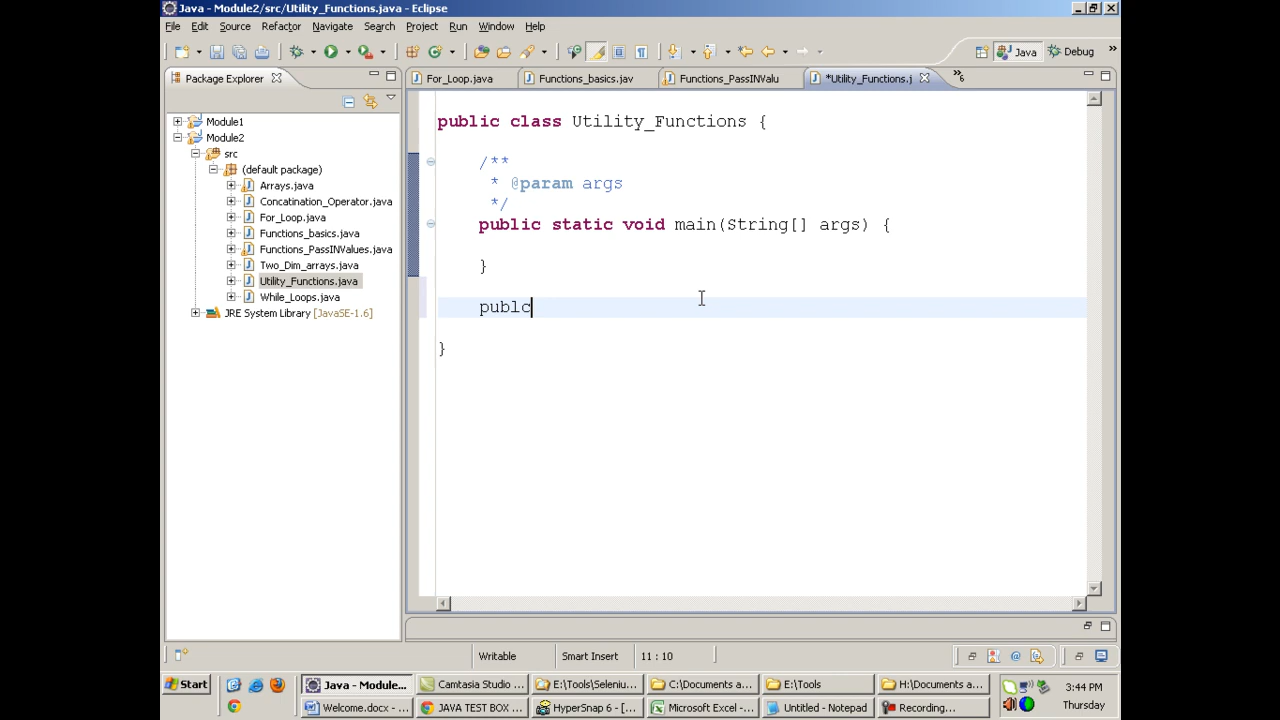 Java - Module2/src/Utility_Functions.java - Eclipse
File Edit Source Refactor Navigate Search Project Run Window Help
Java Debug »
Package Explorer
For_Loop.java Functions_basics.jav Functions_PassINValu *Utility_Functions.j »6
Module1
Module2
src
(default package)
Arrays.java
Concatination_Operator.java
For_Loop.java
Functions_basics.java
Functions_PassINValues.java
Two_Dim_arrays.java
Utility_Functions.java
While_Loops.java
JRE System Library [JavaSE-1.6]
public class Utility_Functions {
/**
* @param args
*/
public static void main(String[] args) {
}
publc
}
Writable Smart Insert 11 : 10
Start Java - Module... Camtasia Studio ... E:\Tools\Seleniu... C:\Documents a... E:\Tools H:\Documents a... 3:44 PM
Welcome.docx - ... JAVA TEST BOX ... HyperSnap 6 - [... Microsoft Excel -... Untitled - Notepad Recording... Thursday